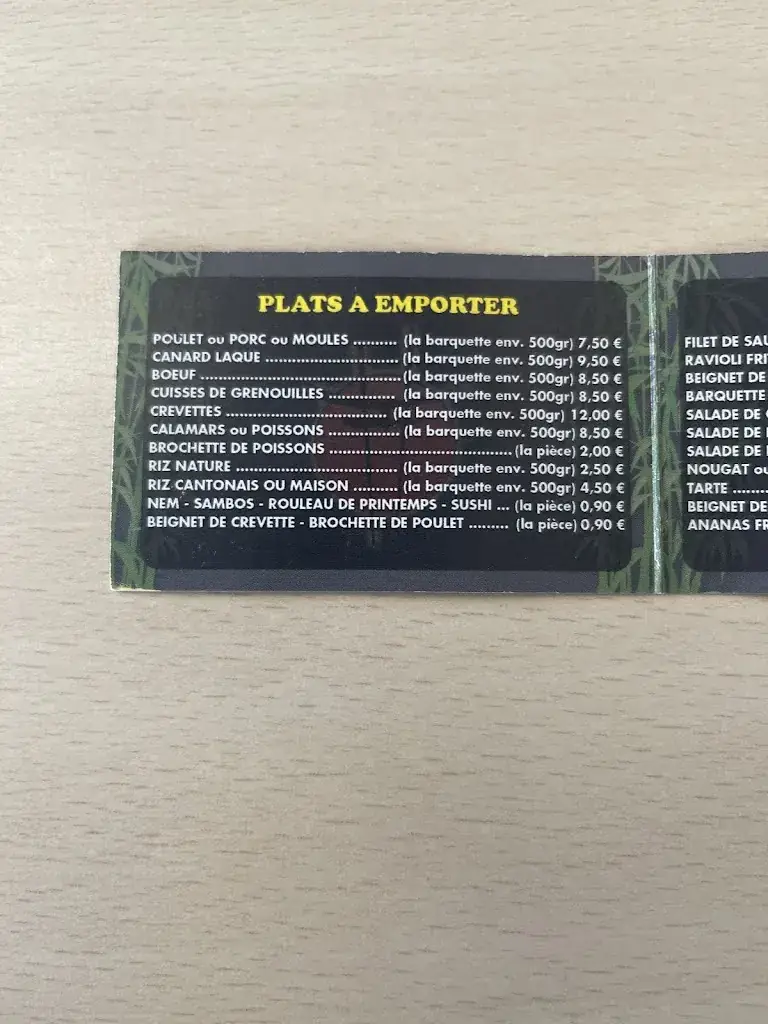 PLATS A EMPORTER
POULET ou PORC ou MOULES .......... (la barquette env. 500gr) 7,50 €
CANARD LAQUE ............................... (la barquette env. 500gr) 9,50 €
BOEUF ............................................... (la barquette env. 500gr) 8,50 €
CUISSES DE GRENOUILLES ................ (la barquette env. 500gr) 8,50 €
CREVETTES ...................................... (la barquette env. 500gr) 12,00 €
CALAMARS ou POISSONS ................. (la barquette env. 500gr) 8,50 €
BROCHETTE DE POISSONS ........................................... (la pièce) 2,00 €
RIZ NATURE ...................................... (la barquette env. 500gr) 2,50 €
RIZ CANTONAIS OU MAISON ........... (la barquette env. 500gr) 4,50 €
NEM - SAMBOS - ROULEAU DE PRINTEMPS - SUSHI ... (la pièce) 0,90 €
BEIGNET DE CREVETTE - BROCHETTE DE POULET ......... (la pièce) 0,90 €
FILET DE
RAVIOLI
BEIGNET DE
BARQUETTE
SALADE DE
SALADE DE
SALADE DE
NOUGAT
TARTE
BEIGNET DE
ANANAS